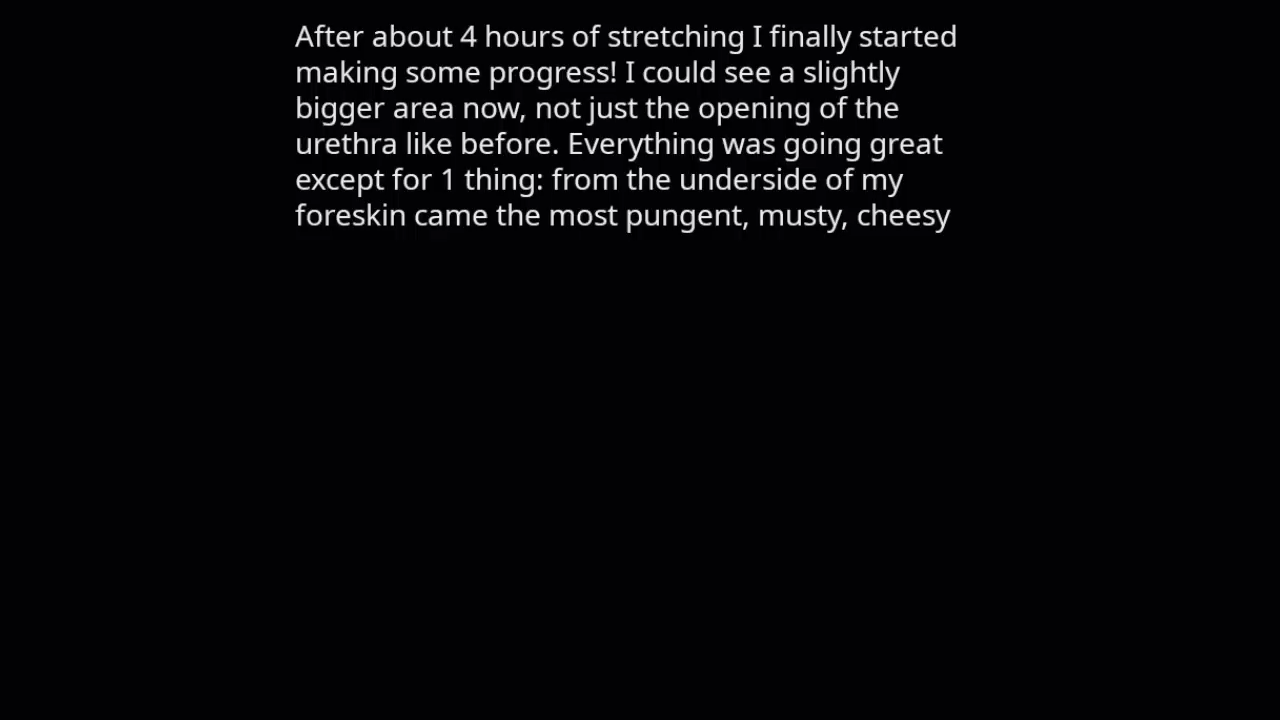 After about 4 hours of stretching I finally started
making some progress! I could see a slightly
bigger area now, not just the opening of the
urethra like before. Everything was going great
except for 1 thing: from the underside of my
foreskin came the most pungent, musty, cheesy